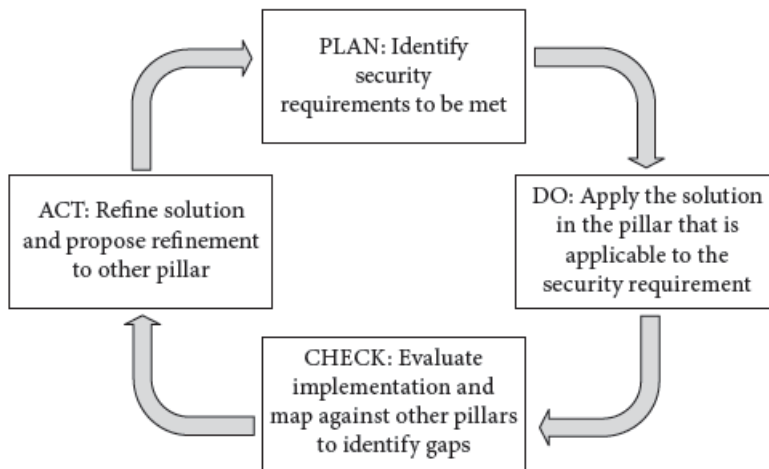 PLAN: Identify
security
requirements to be met
ACT: Refine solution
and propose refinement
to other pillar
DO: Apply the solution
in the pillar that is
applicable to the
security requirement
CHECK: Evaluate
implementation and
map against other pillars
to identify gaps